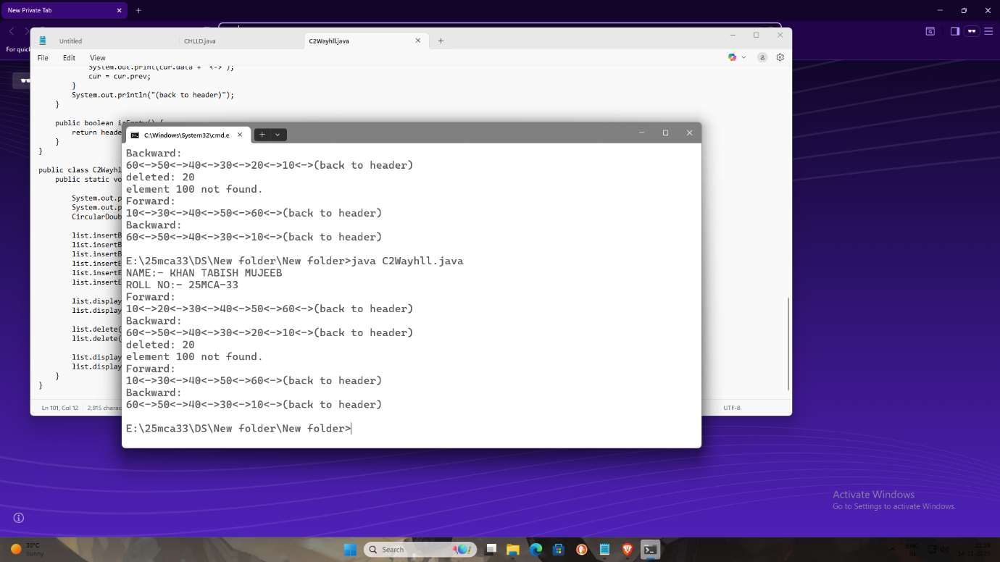 New Private Tab
For quick
Untitled
CHLLD.java
C2Wayhll.java
File Edit View
System.out.print(cur.data + "<->");
cur = cur.prev;
}
System.out.println("(back to header)");
}
public boolean isEmpty() {
return heade
}
}
public class C2Wayhl
public static vo
System.out.p
System.out.p
CircularDoub
list.insertB
list.insertB
list.insertB
list.insertE
list.insertE
list.insertE
list.display
list.display
list.delete(
list.delete(
list.display
list.display
}
}
Ln 101, Col 12 2,915 charac
UTF-8
C:\Windows\System32\cmd.e
Backward:
60<->50<->40<->30<->20<->10<->(back to header)
deleted: 20
element 100 not found.
Forward:
10<->30<->40<->50<->60<->(back to header)
Backward:
60<->50<->40<->30<->10<->(back to header)
E:\25mca33\DS\New folder\New folder>java C2Wayhll.java
NAME:- KHAN TABISH MUJEEB
ROLL NO:- 25MCA-33
Forward:
10<->20<->30<->40<->50<->60<->(back to header)
Backward:
60<->50<->40<->30<->20<->10<->(back to header)
deleted: 20
element 100 not found.
Forward:
10<->30<->40<->50<->60<->(back to header)
Backward:
60<->50<->40<->30<->10<->(back to header)
E:\25mca33\DS\New folder\New folder>
Activate Windows
Go to Settings to activate Windows.
30°C
Sunny
Search
ENG
IN
12:39
24-11-2025